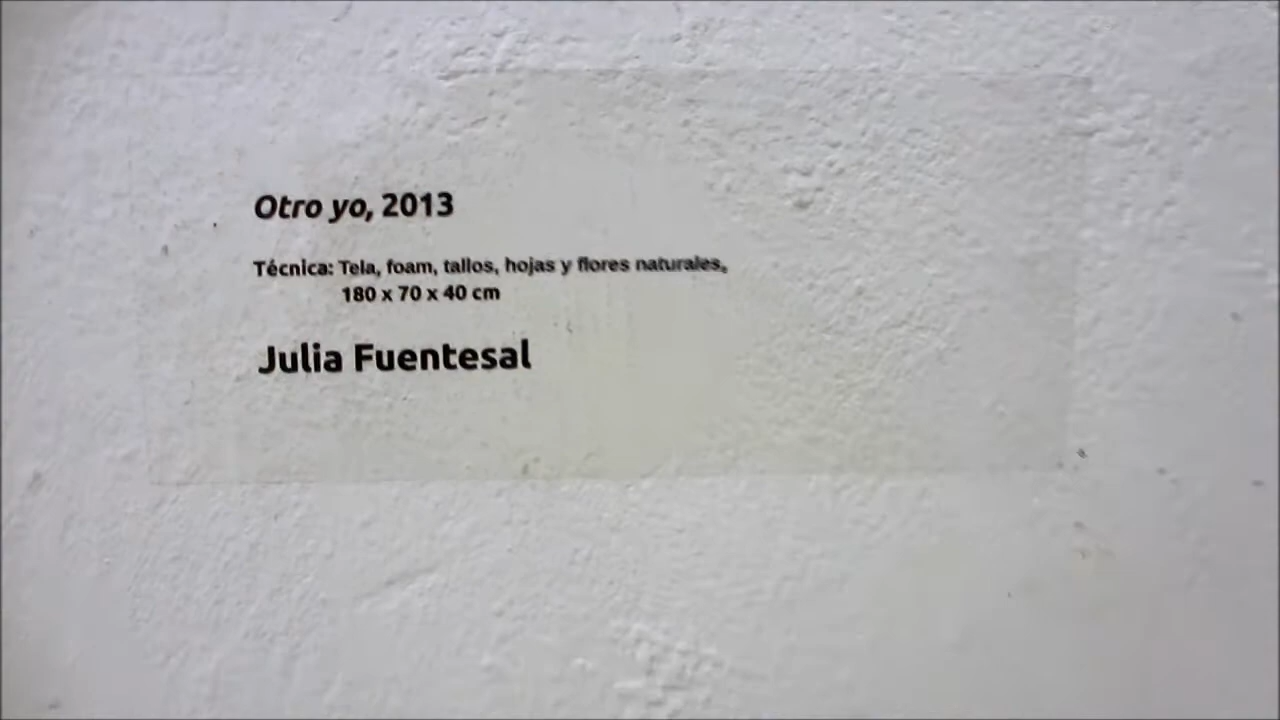 Otro yo, 2013
Técnica: Tela, foam, tallos, hojas y flores naturales,
180 x 70 x 40 cm
Julia Fuentesal